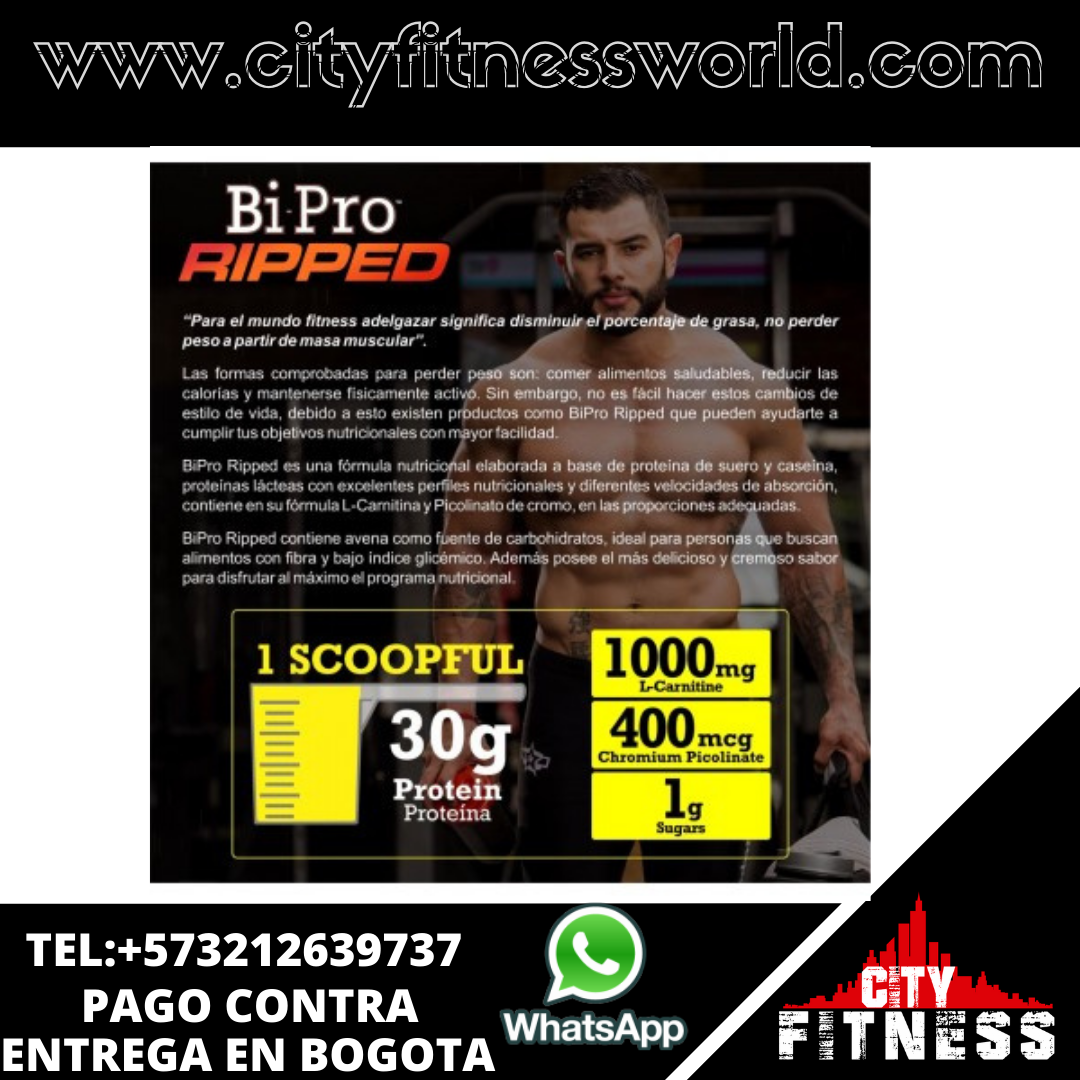 www.cityfitnessworld.com
Bi-Pro™
RIPPED
“Para el mundo fitness adelgazar significa disminuir el porcentaje de grasa, no perder
peso a partir de masa muscular”.
Las formas comprobadas para perder peso son: comer alimentos saludables, reducir las
calorías y mantenerse físicamente activo. Sin embargo, no es fácil hacer estos cambios de
estilo de vida, debido a esto existen productos como BiPro Ripped que pueden ayudarte a
cumplir tus objetivos nutricionales con mayor facilidad.
BiPro Ripped es una fórmula nutricional elaborada a base de proteína de suero y caseína,
proteínas lácteas con excelentes perfiles nutricionales y diferentes velocidades de absorción,
contiene en su fórmula L-Carnitina y Picolinato de cromo, en las proporciones adecuadas.
BiPro Ripped contiene avena como fuente de carbohidratos, ideal para personas que buscan
alimentos con fibra y bajo índice glicémico. Además posee el más delicioso y cremoso sabor
para disfrutar al máximo el programa nutricional.
1 SCOOPFUL
30g
Protein
Proteína
1000mg
L-Carnitine
400mcg
Chromium Picolinate
1g
Sugars
TEL:+573212639737
PAGO CONTRA
ENTREGA EN BOGOTA
WhatsApp
CITY
FITNESS